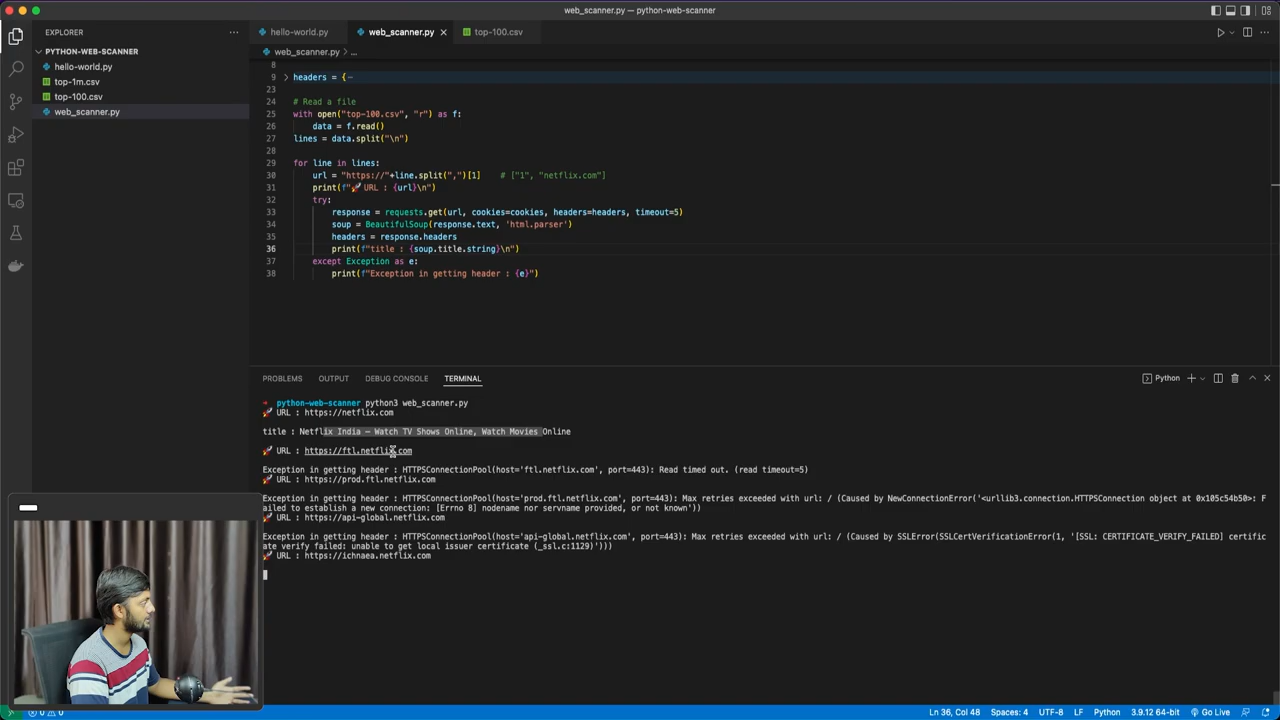 web_scanner.py — python-web-scanner
EXPLORER
PYTHON-WEB-SCANNER
hello-world.py
top-1m.csv
top-100.csv
web_scanner.py
hello-world.py
web_scanner.py
top-100.csv
web_scanner.py > ...
8
9 headers = {⋯
23
24 # Read a file
25 with open("top-100.csv", "r") as f:
26 data = f.read()
27 lines = data.split("\n")
28
29 for line in lines:
30 url = "https://"+line.split(",")[1] # ["1", "netflix.com"]
31 print(f"🚀 URL : {url}\n")
32 try:
33 response = requests.get(url, cookies=cookies, headers=headers, timeout=5)
34 soup = BeautifulSoup(response.text, 'html.parser')
35 headers = response.headers
36 print(f"title : {soup.title.string}\n")
37 except Exception as e:
38 print(f"Exception in getting header : {e}")
PROBLEMS OUTPUT DEBUG CONSOLE TERMINAL
Python
➜ python-web-scanner python3 web_scanner.py
🚀 URL : https://netflix.com
title : Netflix India – Watch TV Shows Online, Watch Movies Online
🚀 URL : https://ftl.netflix.com
Exception in getting header : HTTPSConnectionPool(host='ftl.netflix.com', port=443): Read timed out. (read timeout=5)
🚀 URL : https://prod.ftl.netflix.com
Exception in getting header : HTTPSConnectionPool(host='prod.ftl.netflix.com', port=443): Max retries exceeded with url: / (Caused by NewConnectionError('<urllib3.connection.HTTPSConnection object at 0x105c54b50>: F
ailed to establish a new connection: [Errno 8] nodename nor servname provided, or not known'))
🚀 URL : https://api-global.netflix.com
Exception in getting header : HTTPSConnectionPool(host='api-global.netflix.com', port=443): Max retries exceeded with url: / (Caused by SSLError(SSLCertVerificationError(1, '[SSL: CERTIFICATE_VERIFY_FAILED] certific
ate verify failed: unable to get local issuer certificate (_ssl.c:1129)')))
🚀 URL : https://ichnaea.netflix.com
0 0
Ln 36, Col 48 Spaces: 4 UTF-8 LF Python 3.9.12 64-bit Go Live